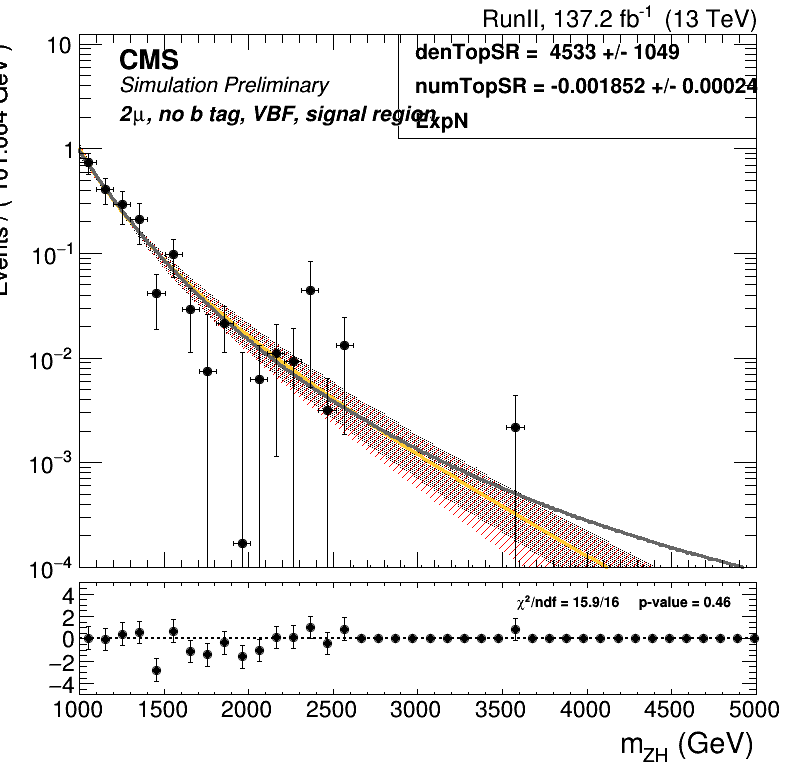 RunII, 137.2 fb⁻¹ (13 TeV)
CMS
Simulation Preliminary
2μ, no b tag, VBF, signal region
denTopSR = 4533 +/- 1049
numTopSR = -0.001852 +/- 0.00024
ExpN
10
1
10⁻¹
10⁻²
10⁻³
10⁻⁴
Events /
χ²/ndf = 15.9/16 p-value = 0.46
4
2
0
−2
−4
1000 1500 2000 2500 3000 3500 4000 4500 5000
m_ZH (GeV)